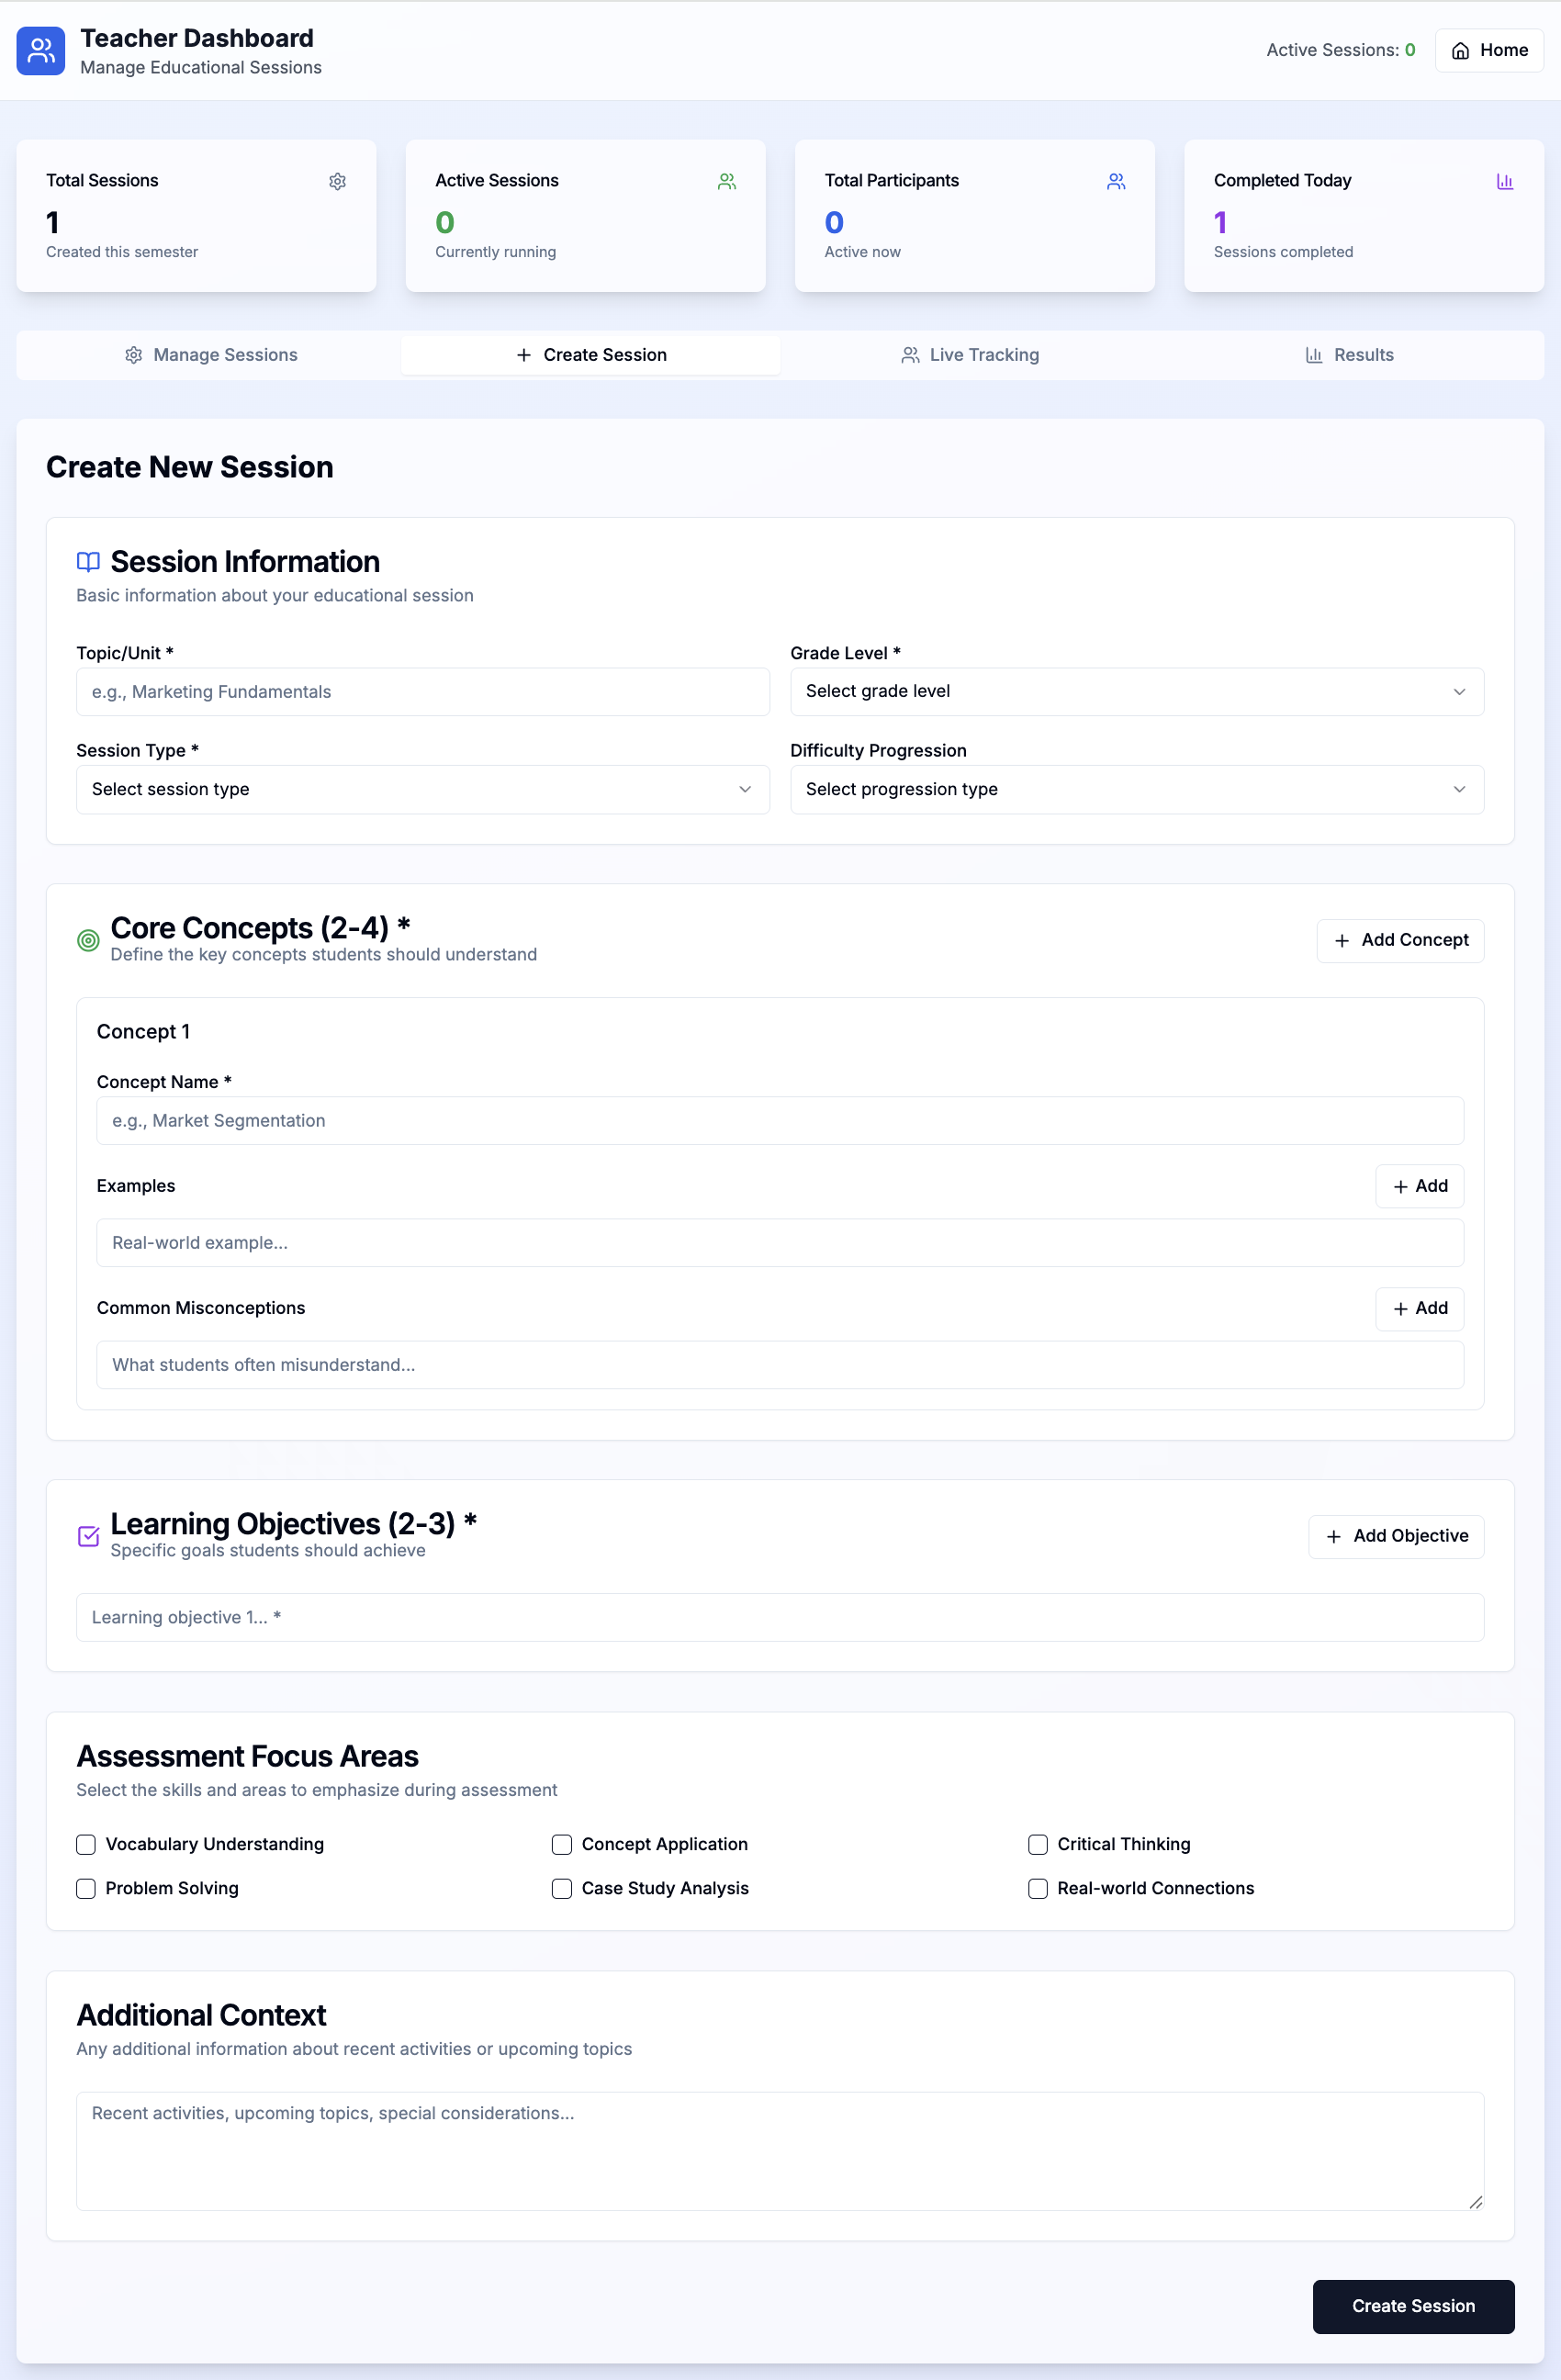 Teacher Dashboard
Manage Educational Sessions
Active Sessions: 0
Home
Total Sessions
1
Created this semester
Active Sessions
0
Currently running
Total Participants
0
Active now
Completed Today
1
Sessions completed
Manage Sessions
Create Session
Live Tracking
Results
Create New Session
Session Information
Basic information about your educational session
Topic/Unit *
e.g., Marketing Fundamentals
Grade Level *
Select grade level
Session Type *
Select session type
Difficulty Progression
Select progression type
Core Concepts (2-4) *
Define the key concepts students should understand
Add Concept
Concept 1
Concept Name *
e.g., Market Segmentation
Examples
Add
Real-world example...
Common Misconceptions
Add
What students often misunderstand...
Learning Objectives (2-3) *
Specific goals students should achieve
Add Objective
Learning objective 1... *
Assessment Focus Areas
Select the skills and areas to emphasize during assessment
Vocabulary Understanding
Concept Application
Critical Thinking
Problem Solving
Case Study Analysis
Real-world Connections
Additional Context
Any additional information about recent activities or upcoming topics
Recent activities, upcoming topics, special considerations...
Create Session